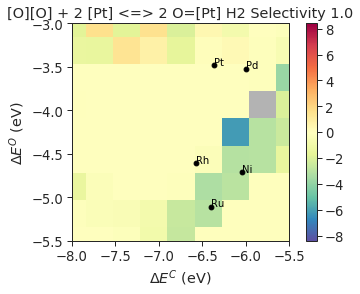 [O][O] + 2 [Pt] <=> 2 O=[Pt] H2 Selectivity 1.0
−3.0
−3.5
−4.0
−4.5
−5.0
−5.5
ΔE^O (eV)
Pt
Pd
Rh
Ni
Ru
−8.0 −7.5 −7.0 −6.5 −6.0 −5.5
ΔE^C (eV)
8
6
4
2
0
−2
−4
−6
−8